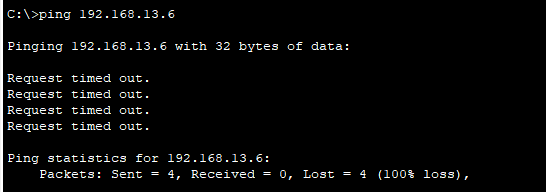 C:\>ping 192.168.13.6
Pinging 192.168.13.6 with 32 bytes of data:
Request timed out.
Request timed out.
Request timed out.
Request timed out.
Ping statistics for 192.168.13.6:
    Packets: Sent = 4, Received = 0, Lost = 4 (100% loss),